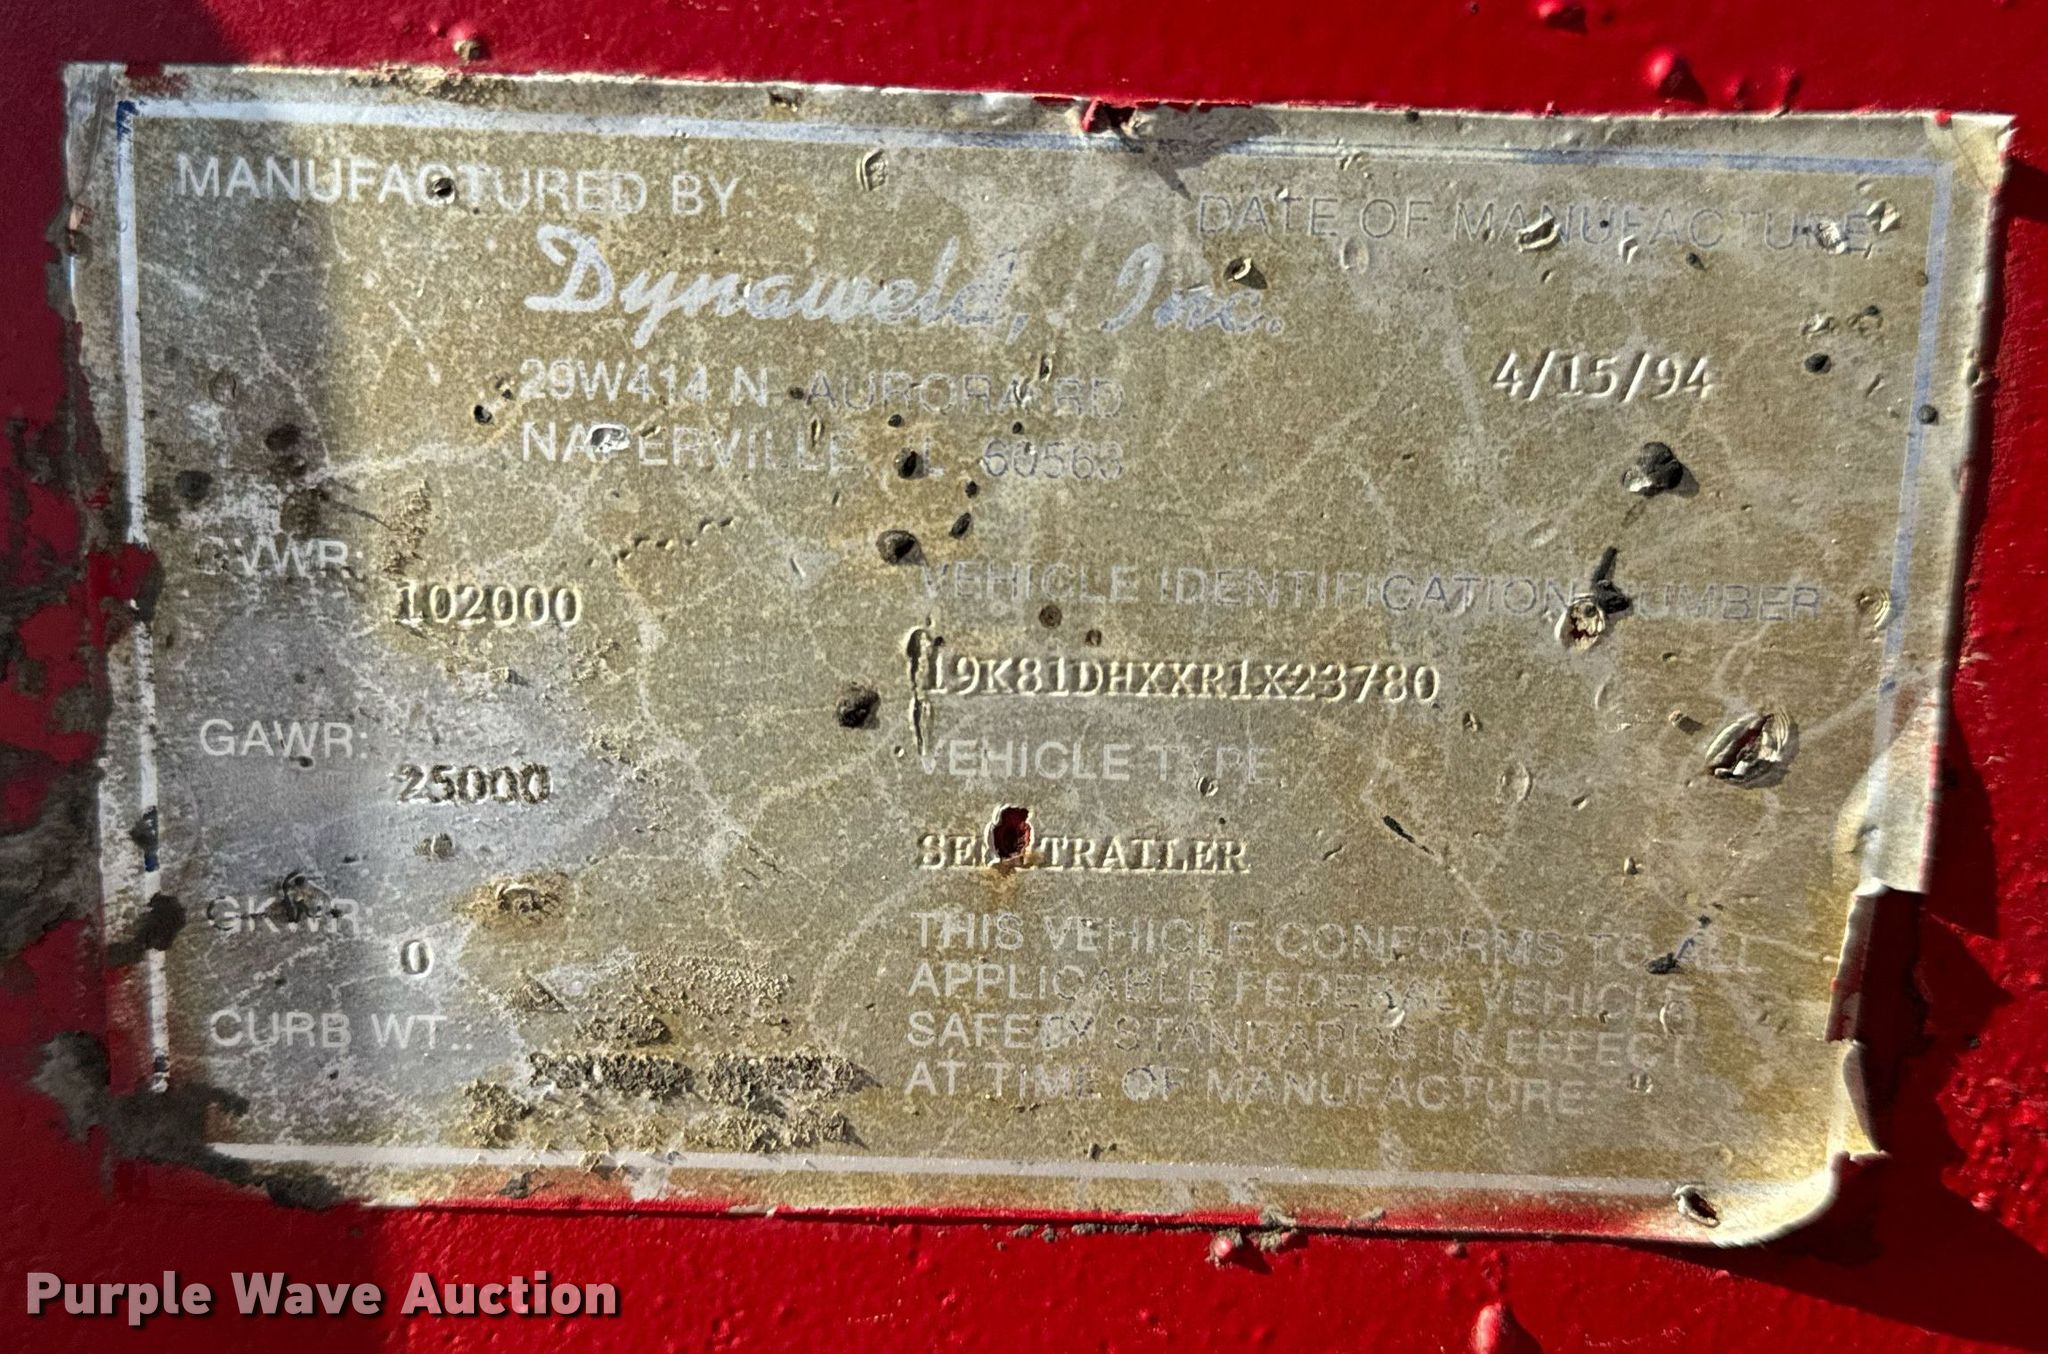 MANUFACTURED BY:
DATE OF MANUFACTURE:
Dynaweld, Inc.
29W414 N. AURORA RD
NAPERVILLE, IL 60563
4/15/94
GVWR:
102000
VEHICLE IDENTIFICATION NUMBER
19K81DHXXR1X23780
GAWR:
25000
VEHICLE TYPE
SEMITRAILER
GKWR:
0
THIS VEHICLE CONFORMS TO ALL
APPLICABLE FEDERAL VEHICLE
SAFETY STANDARDS IN EFFECT
AT TIME OF MANUFACTURE
CURB WT.:
Purple Wave Auction